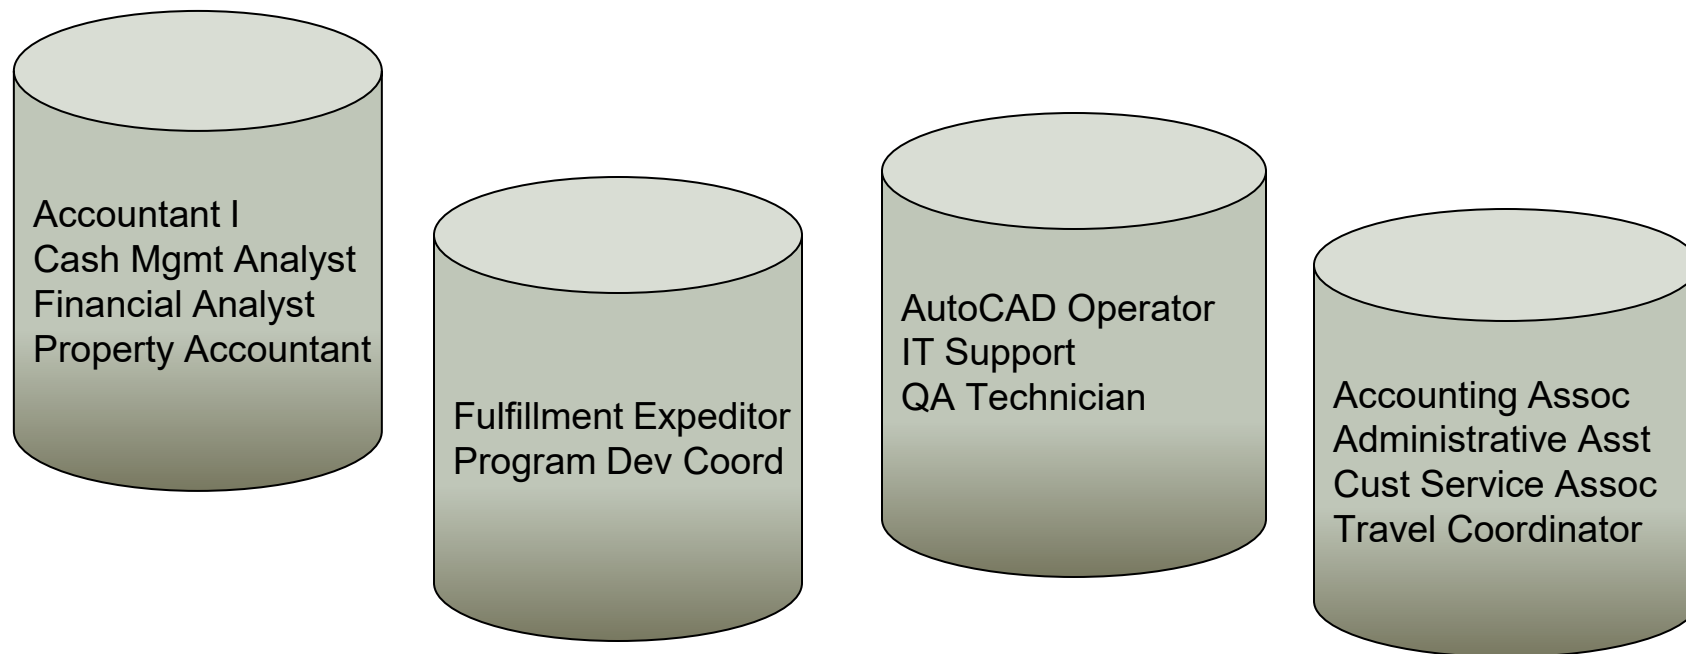 Accountant I
Cash Mgmt Analyst
Financial Analyst
Property Accountant
Fulfillment Expeditor
Program Dev Coord
AutoCAD Operator
IT Support
QA Technician
Accounting Assoc
Administrative Asst
Cust Service Assoc
Travel Coordinator